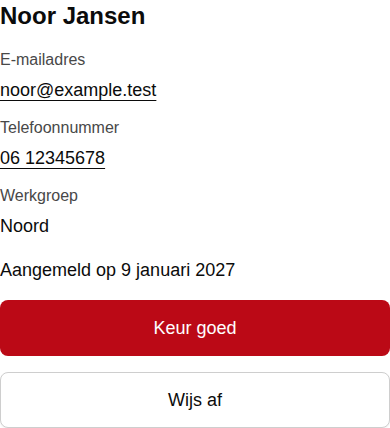 Noor Jansen
E-mailadres
noor@example.test
Telefoonnummer
06 12345678
Werkgroep
Noord
Aangemeld op 9 januari 2027
Keur goed
Wijs af